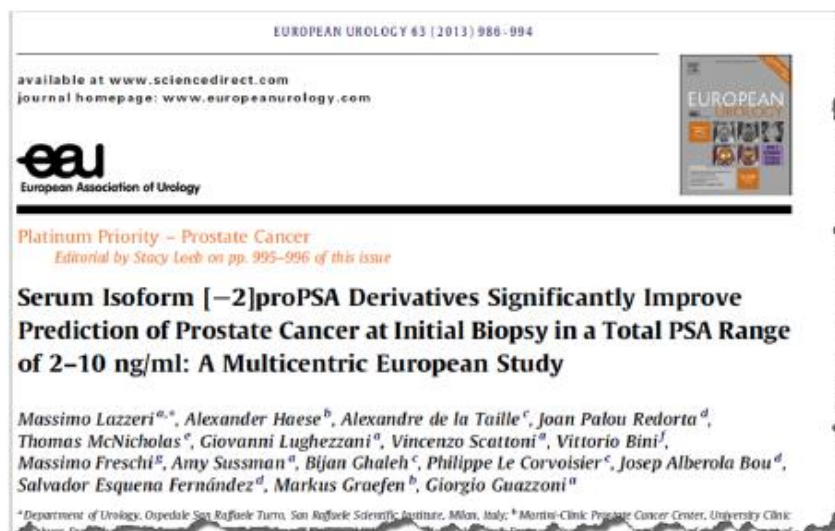 EUROPEAN UROLOGY 63 (2013) 986–994
available at www.sciencedirect.com
journal homepage: www.europeanurology.com
EUROPEAN
UROLOGY
eau
European Association of Urology
Platinum Priority – Prostate Cancer
Editorial by Stacy Loeb on pp. 995–996 of this issue
Serum Isoform [−2]proPSA Derivatives Significantly Improve
Prediction of Prostate Cancer at Initial Biopsy in a Total PSA Range
of 2–10 ng/ml: A Multicentric European Study
Massimo Lazzeri a,*, Alexander Haese b, Alexandre de la Taille c, Joan Palou Redorta d,
Thomas McNicholas e, Giovanni Lughezzani a, Vincenzo Scattoni a, Vittorio Bini f,
Massimo Freschi g, Amy Sussman a, Bijan Ghaleh c, Philippe Le Corvoisier c, Josep Alberola Bou d,
Salvador Esquena Fernández d, Markus Graefen b, Giorgio Guazzoni a
a Department of Urology, Ospedale San Raffaele Turro, San Raffaele Scientific Institute, Milan, Italy; b Martini-Clinic Prostate Cancer Center, University Clinic